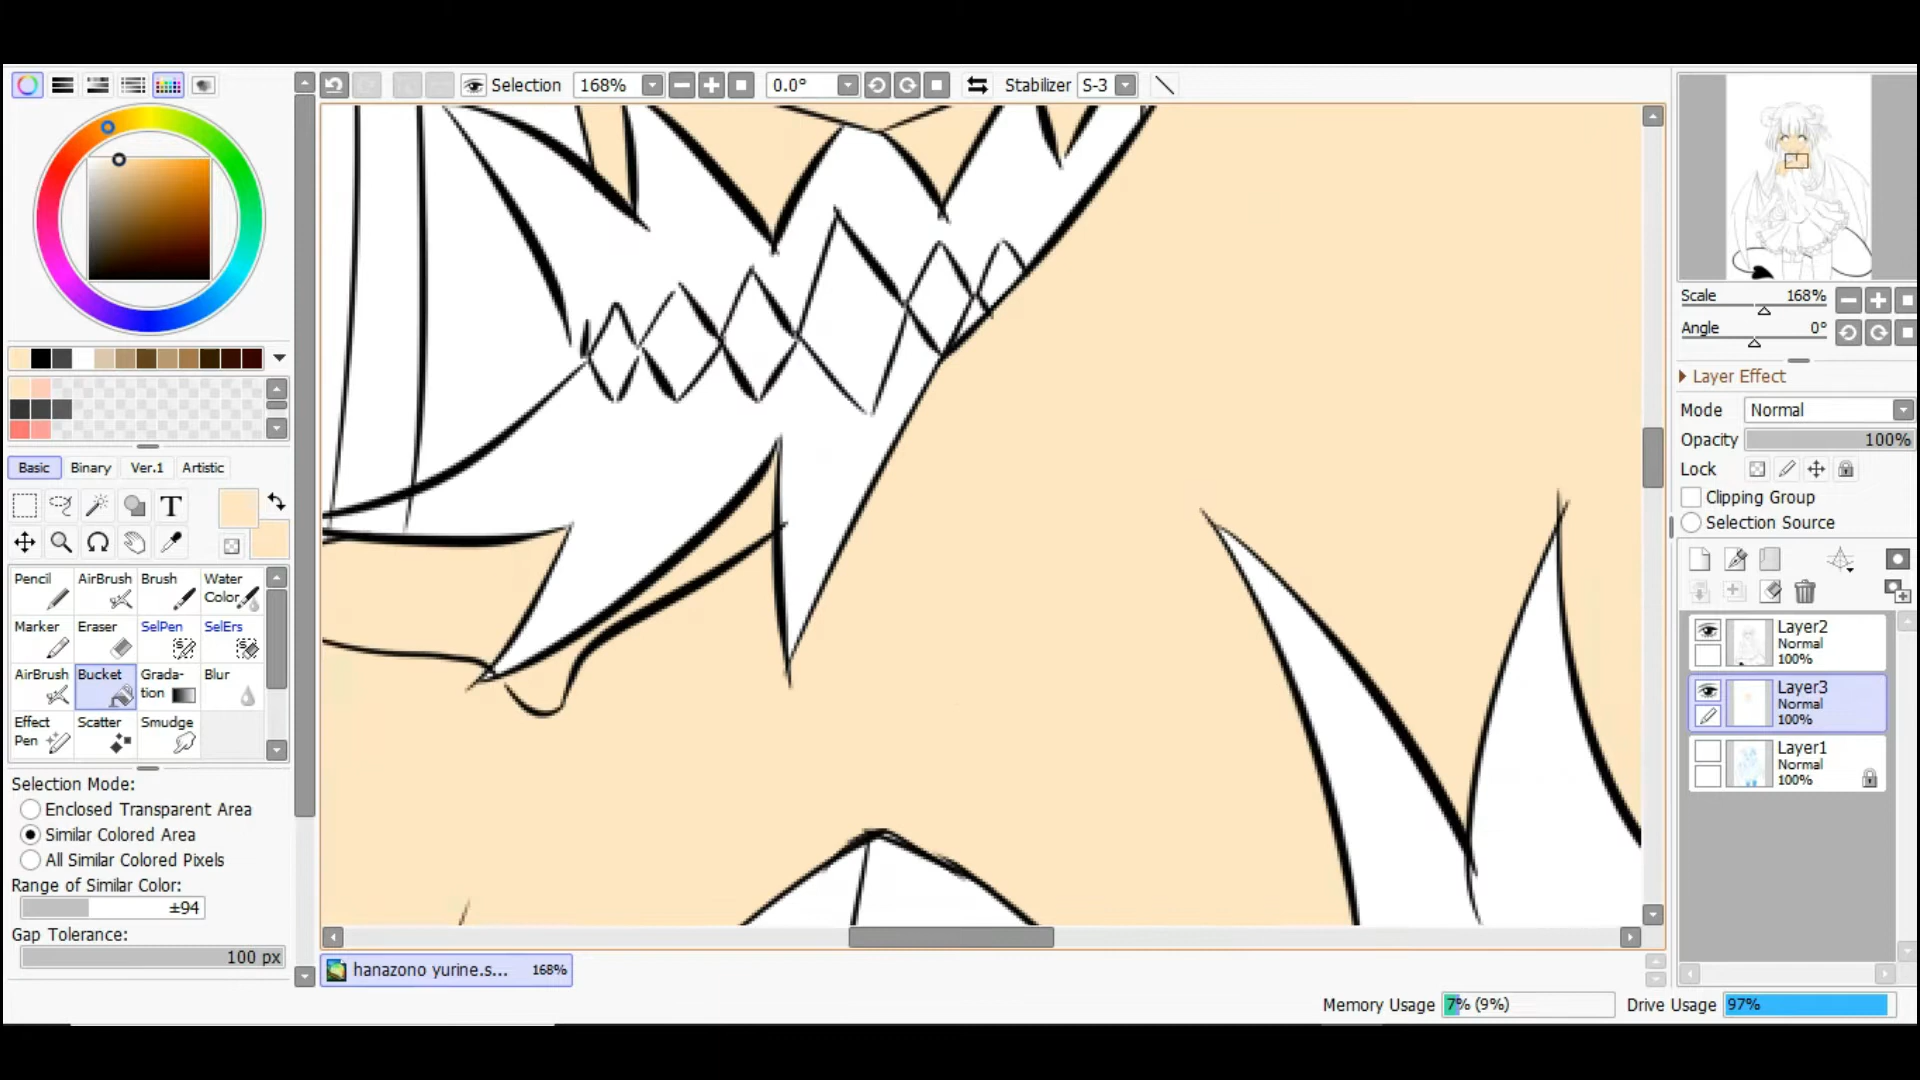 Selection 168% 0.0° Stabilizer S-3
Scale 168%
Angle 0°
Layer Effect
Mode Normal
Opacity 100%
Lock
Clipping Group
Selection Source
Basic Binary Ver.1 Artistic
T
Pencil AirBrush Brush Water Color
Marker Eraser SelPen SelErs
AirBrush Bucket Grada-tion Blur
Effect Pen Scatter Smudge
Layer2
Normal
100%
Layer3
Normal
100%
Layer1
Normal
100%
Selection Mode:
Enclosed Transparent Area
Similar Colored Area
All Similar Colored Pixels
Range of Similar Color:
±94
Gap Tolerance:
100 px
hanazono yurine.s... 168%
Memory Usage 7% (9%) Drive Usage 97%